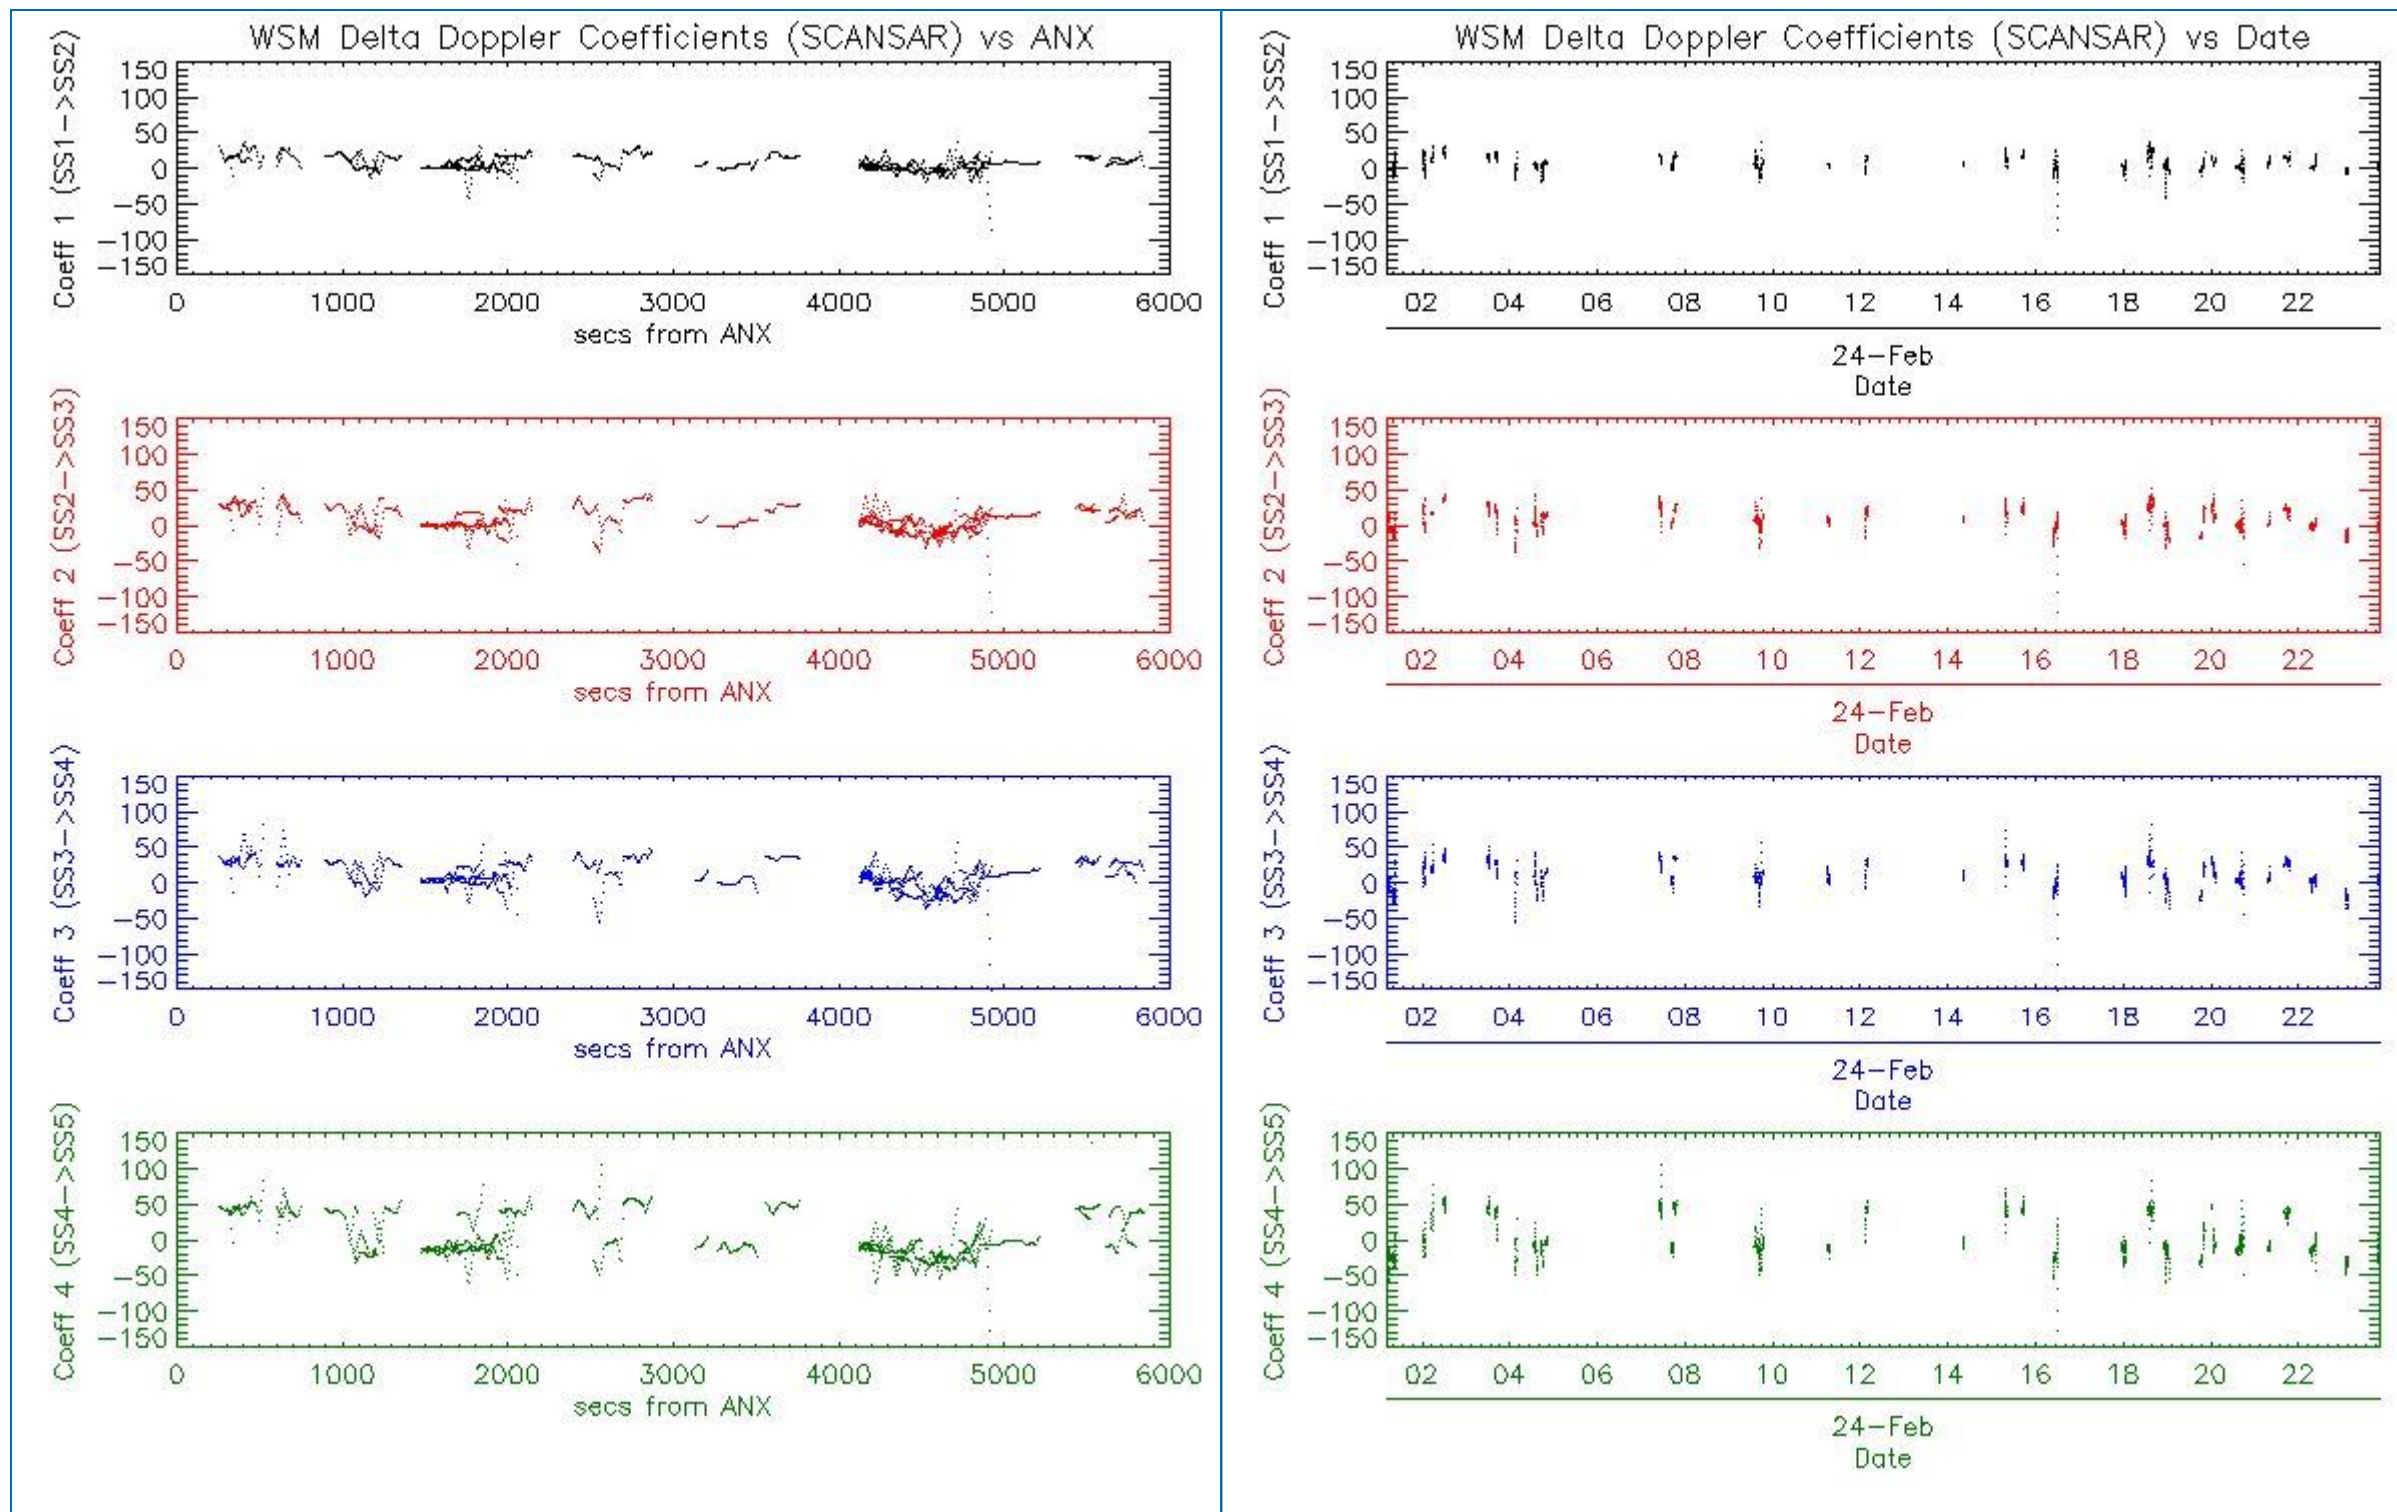 WSM Delta Doppler Coefficients (SCANSAR) vs ANX
Coeff 1 (SS1->SS2)
150
100
50
0
-50
-100
-150
0 1000 2000 3000 4000 5000 6000
secs from ANX
Coeff 2 (SS2->SS3)
150
100
50
0
-50
-100
-150
0 1000 2000 3000 4000 5000 6000
secs from ANX
Coeff 3 (SS3->SS4)
150
100
50
0
-50
-100
-150
0 1000 2000 3000 4000 5000 6000
secs from ANX
Coeff 4 (SS4->SS5)
150
100
50
0
-50
-100
-150
0 1000 2000 3000 4000 5000 6000
secs from ANX
WSM Delta Doppler Coefficients (SCANSAR) vs Date
Coeff 1 (SS1->SS2)
150
100
50
0
-50
-100
-150
02 04 06 08 10 12 14 16 18 20 22
24-Feb
Date
Coeff 2 (SS2->SS3)
150
100
50
0
-50
-100
-150
02 04 06 08 10 12 14 16 18 20 22
24-Feb
Date
Coeff 3 (SS3->SS4)
150
100
50
0
-50
-100
-150
02 04 06 08 10 12 14 16 18 20 22
24-Feb
Date
Coeff 4 (SS4->SS5)
150
100
50
0
-50
-100
-150
02 04 06 08 10 12 14 16 18 20 22
24-Feb
Date